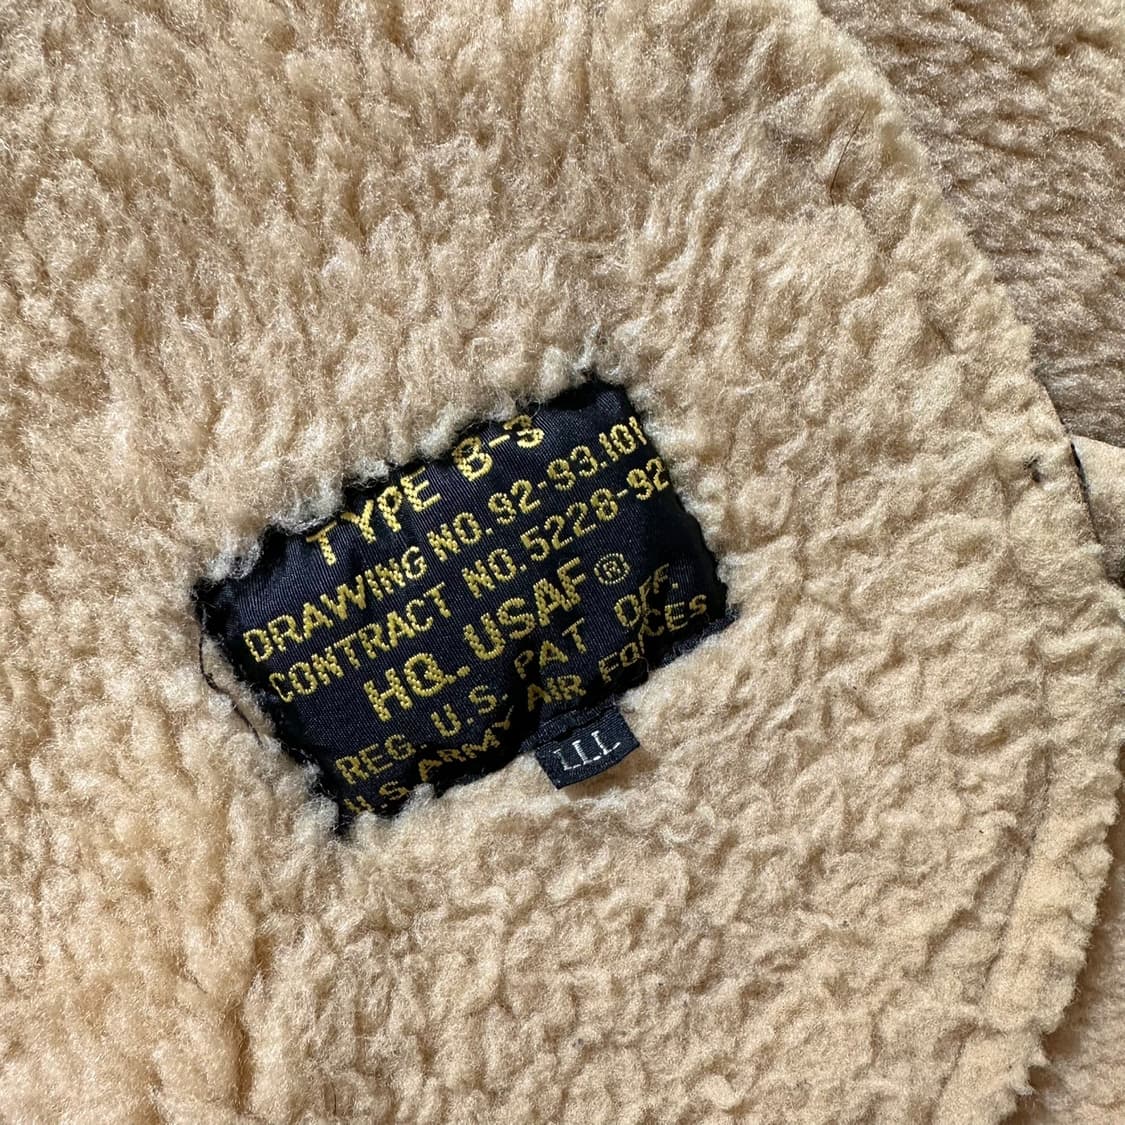 TYPE B-3
DRAWING NO. 92-93.101
CONTRACT NO. 5228-92
HQ. USAF ®
REG. U.S. PAT OFF.
U.S ARMY AIR FORCES
LLL